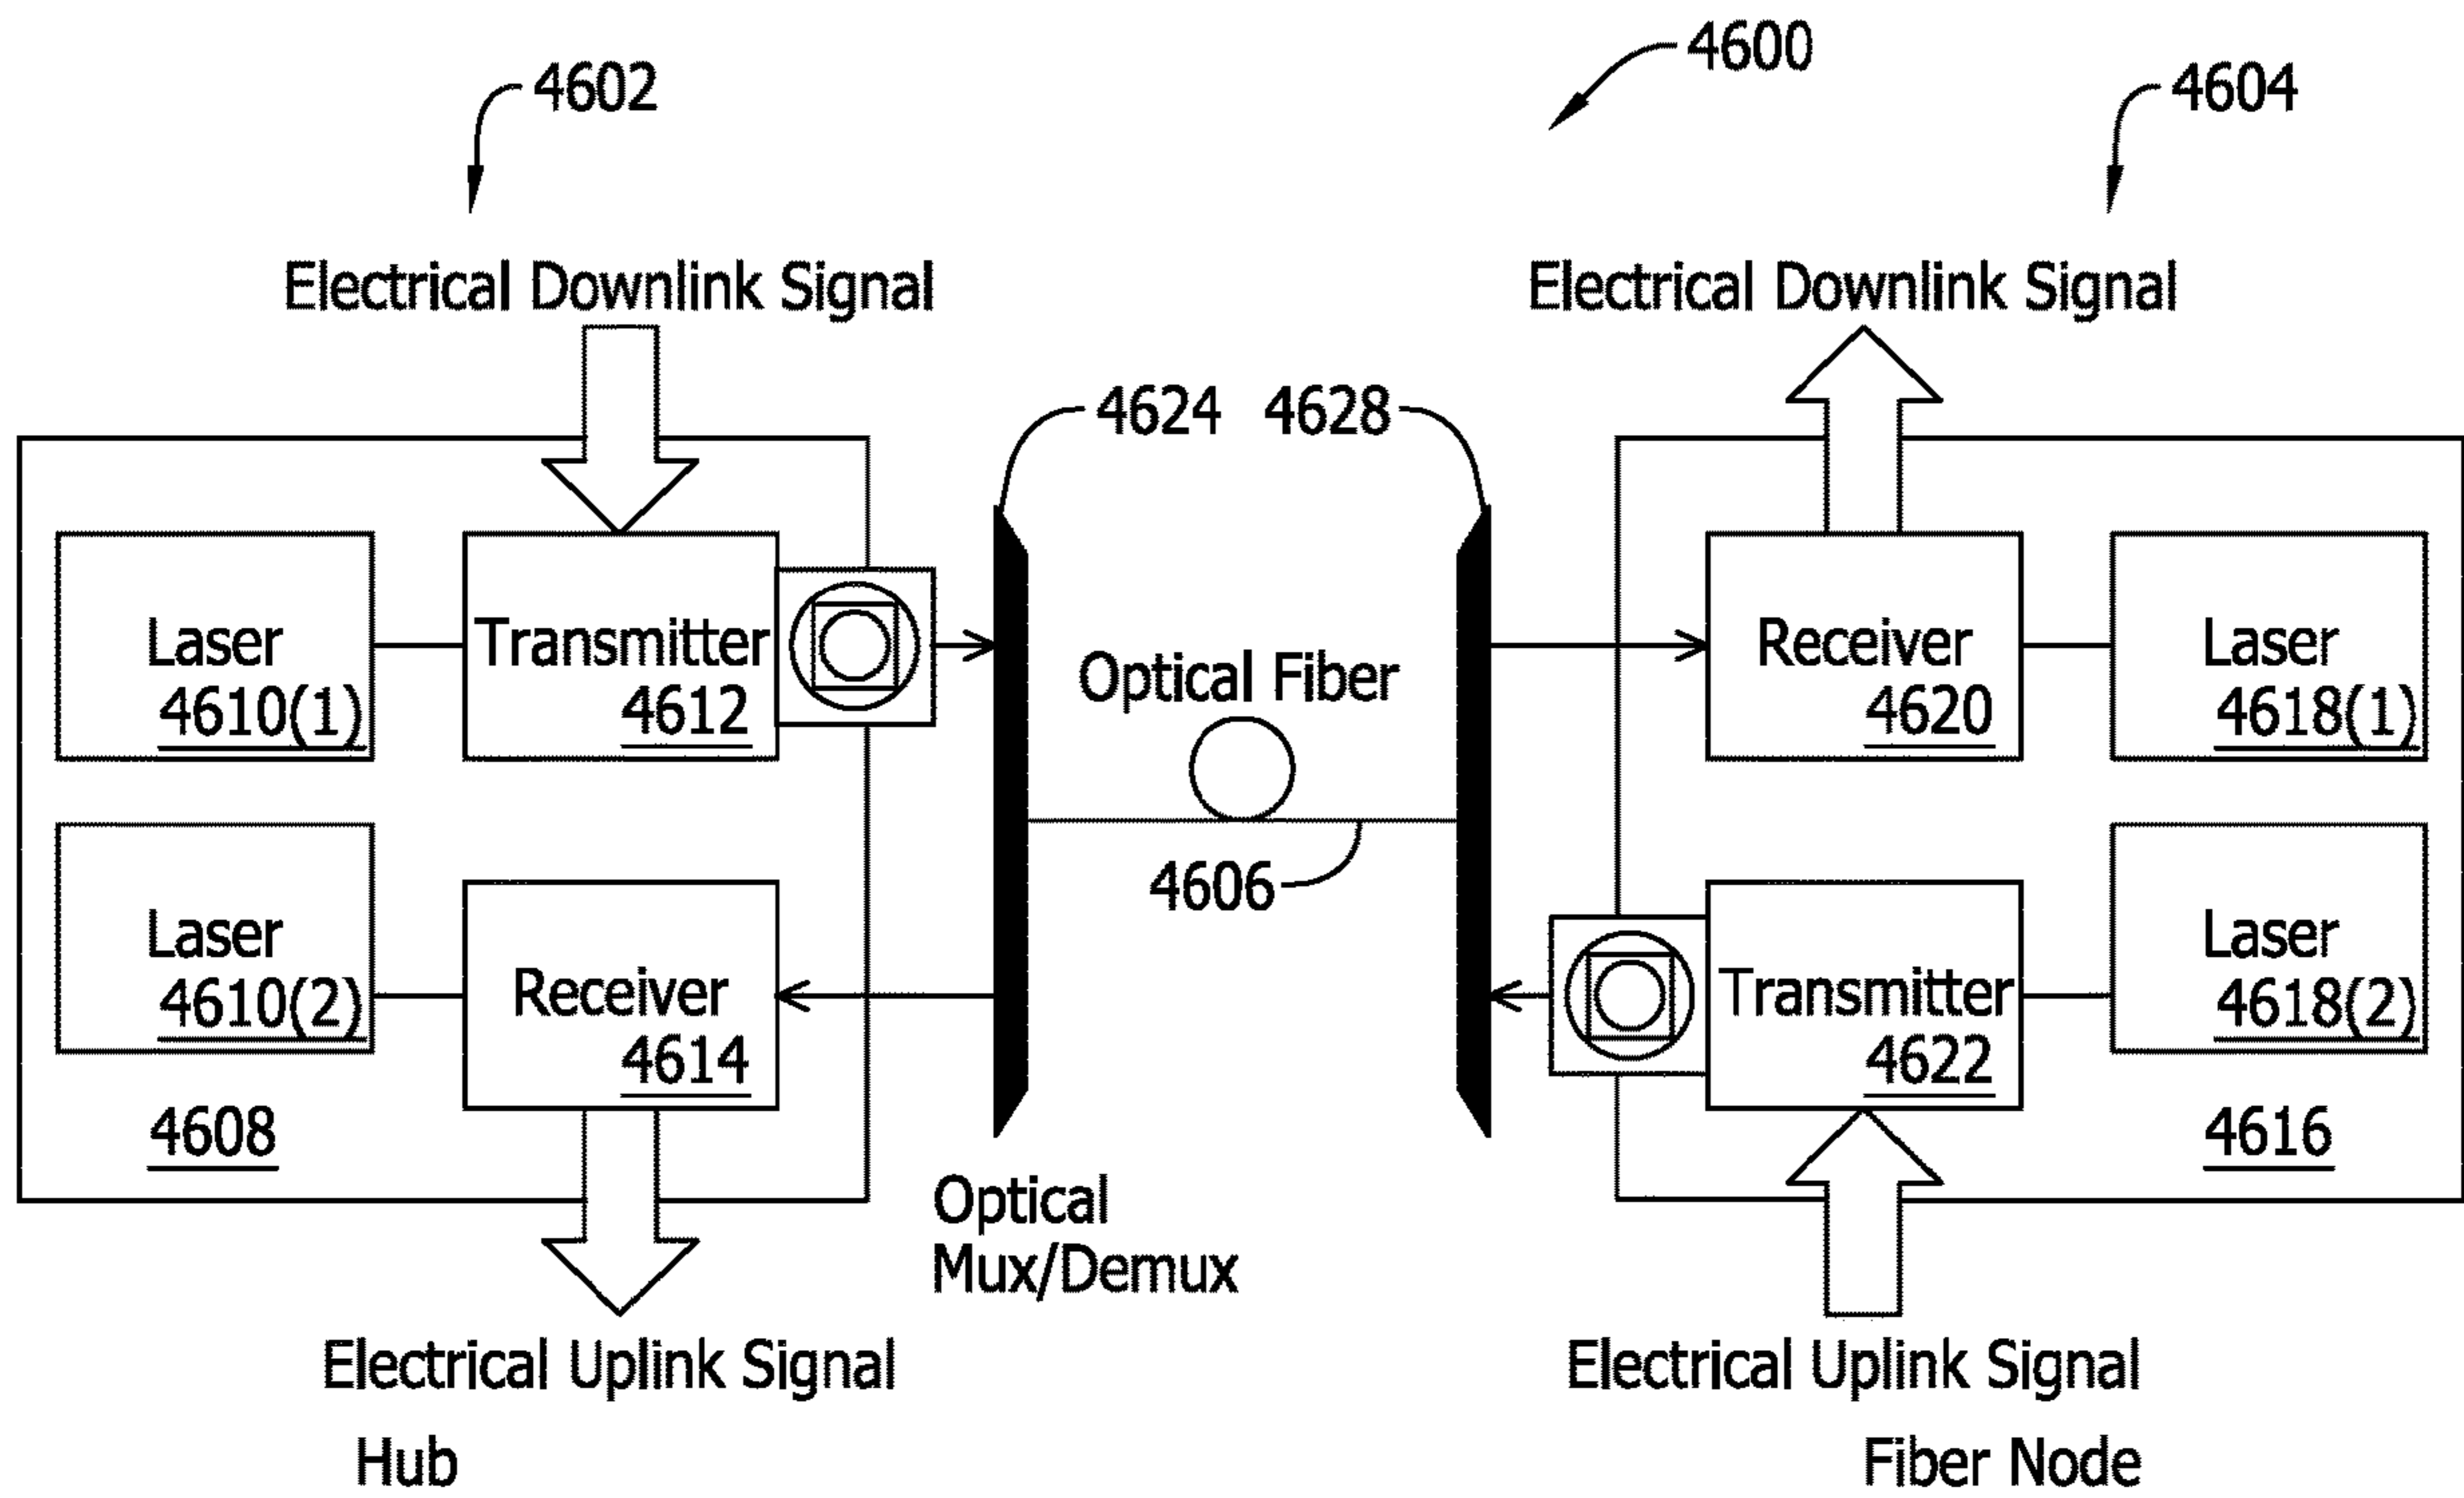 4600
4602
4604
Electrical Downlink Signal
Electrical Downlink Signal
4624
4628
Laser
4610(1)
Transmitter
4612
Optical Fiber
Receiver
4620
Laser
4618(1)
4606
Laser
4610(2)
Receiver
4614
Transmitter
4622
Laser
4618(2)
4608
4616
Optical
Mux/Demux
Electrical Uplink Signal
Electrical Uplink Signal
Hub
Fiber Node